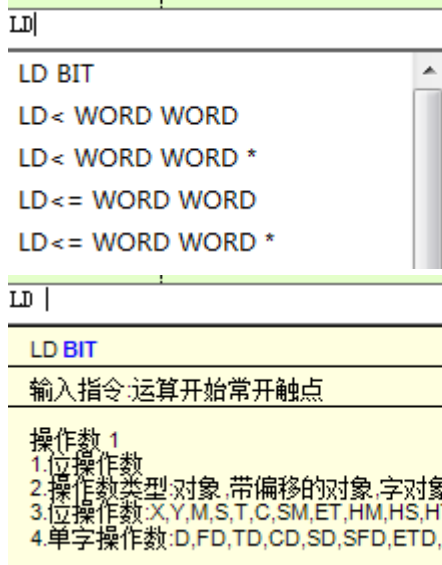 LD
LD BIT
LD< WORD WORD
LD< WORD WORD *
LD<= WORD WORD
LD<= WORD WORD *
LD
LD BIT
输入指令:运算开始常开触点
操作数 1
1.位操作数
2.操作数类型:对象,带偏移的对象,字对象
3.位操作数:X,Y,M,S,T,C,SM,ET,HM,HS,H
4.单字操作数:D,FD,TD,CD,SD,SFD,ETD,